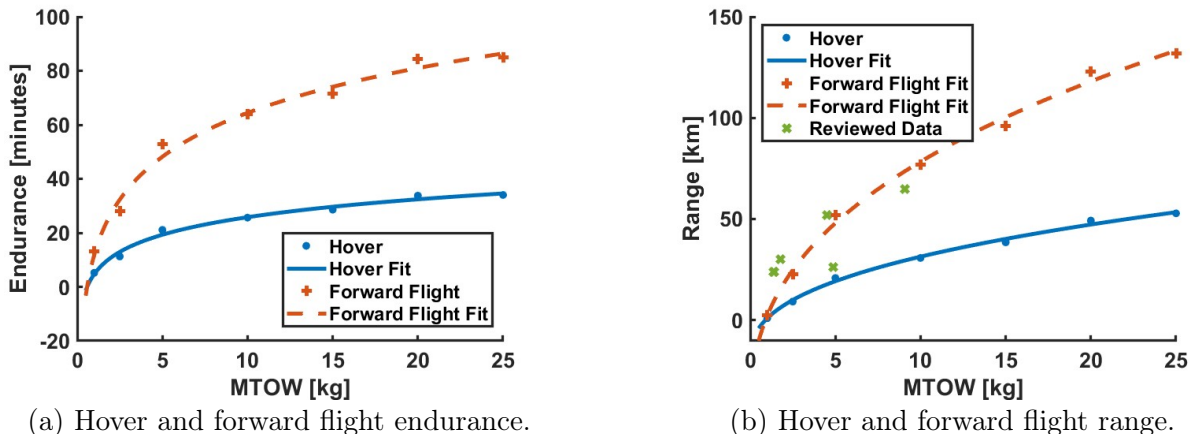 100
80
60
40
20
0
-20
Endurance [minutes]
Hover
Hover Fit
Forward Flight
Forward Flight Fit
0 5 10 15 20 25
MTOW [kg]
(a) Hover and forward flight endurance.
150
100
50
0
Range [km]
Hover
Hover Fit
Forward Flight Fit
Forward Flight Fit
Reviewed Data
0 5 10 15 20 25
MTOW [kg]
(b) Hover and forward flight range.